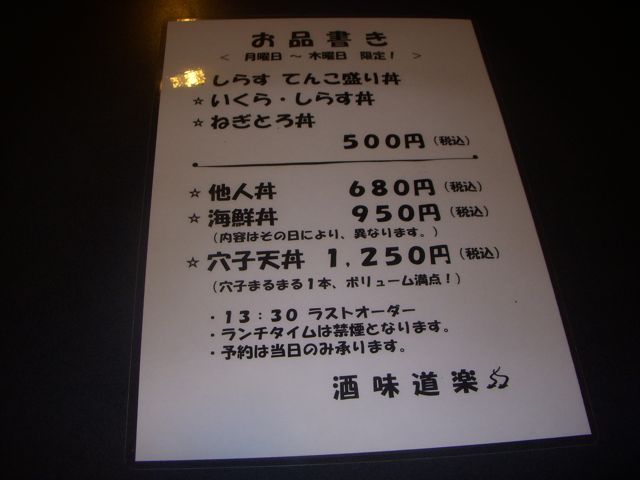 お品書き
＜ 月曜日 ～ 木曜日 限定！ ＞
しらす てんこ盛り丼
☆ いくら・しらす丼
☆ ねぎとろ丼
５００円（税込）
☆ 他人丼 ６８０円（税込）
☆ 海鮮丼 ９５０円（税込）
（内容はその日により、異なります。）
☆ 穴子天丼 １，２５０円（税込）
（穴子まるまる１本、ボリューム満点！）
・１３：３０ ラストオーダー
・ランチタイムは禁煙となります。
・予約は当日のみ承ります。
酒味道楽